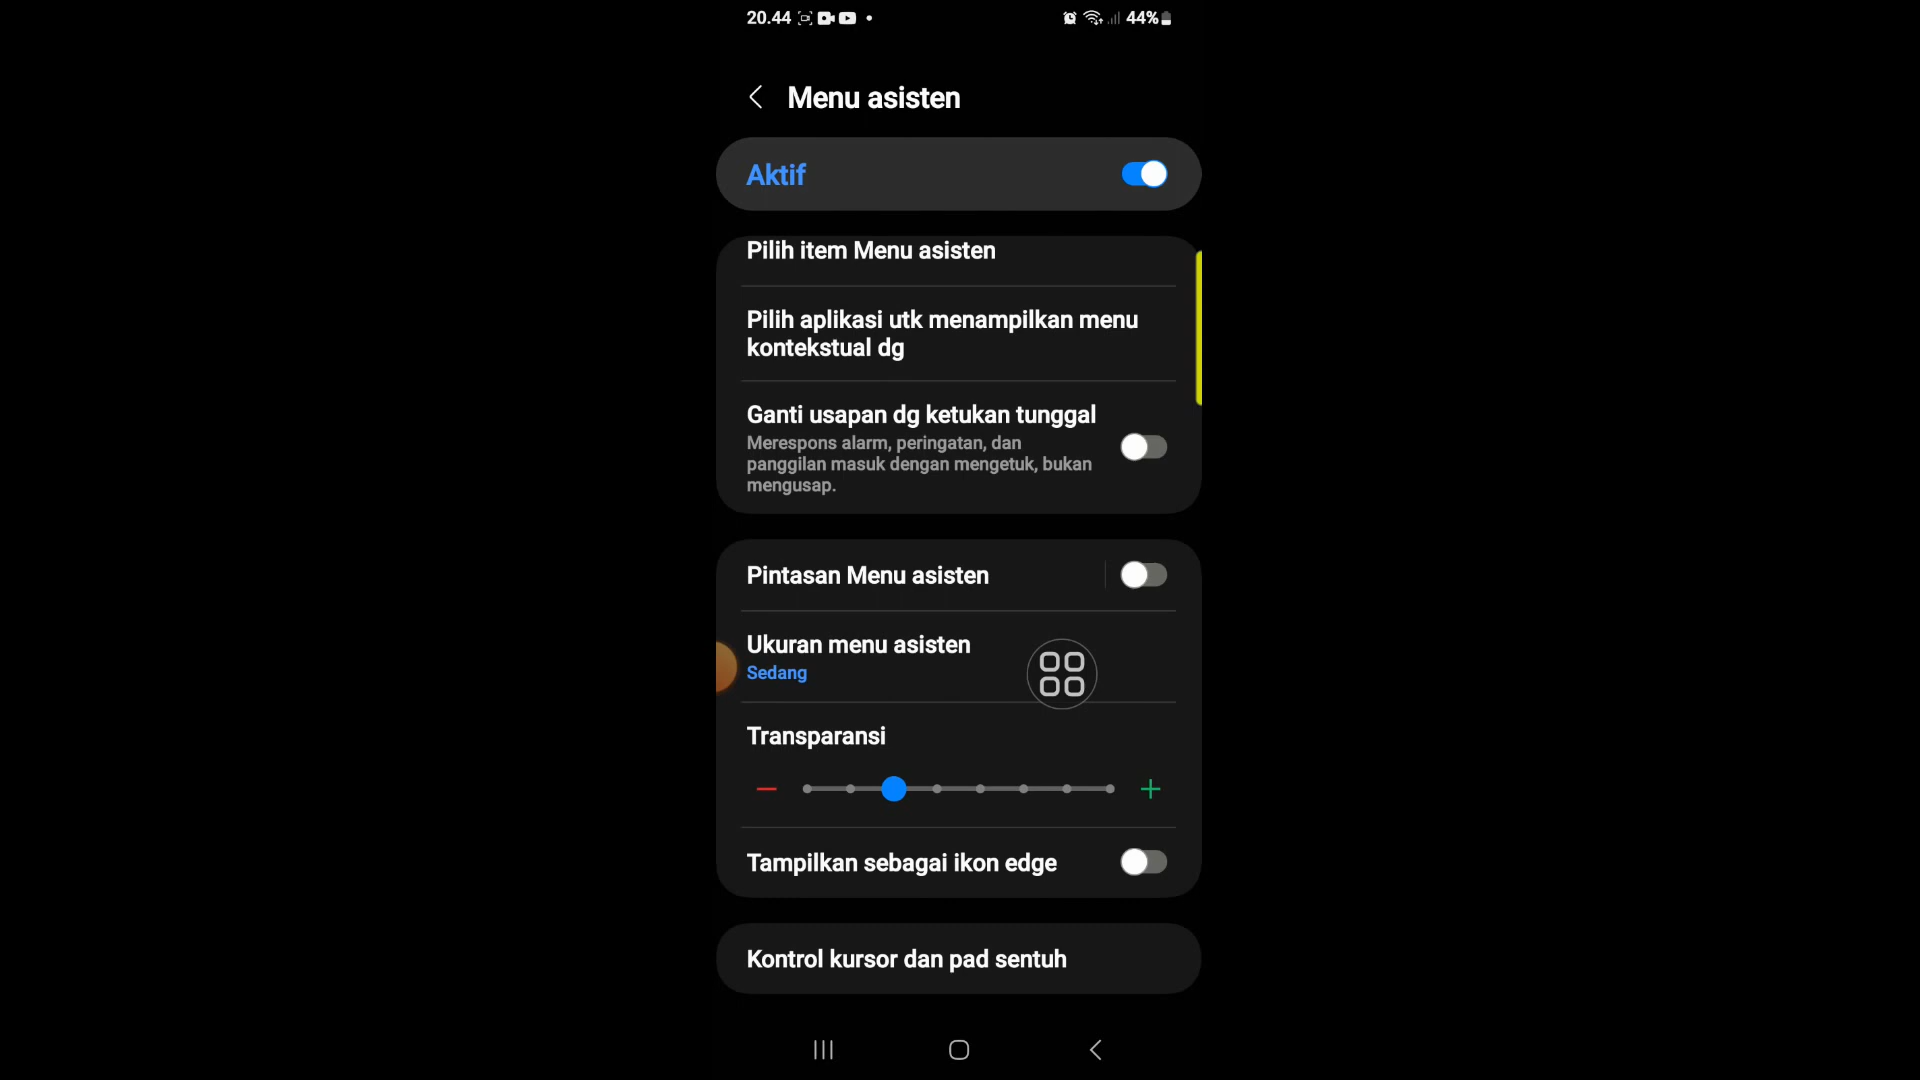 20.44
44%
Menu asisten
Aktif
Pilih item Menu asisten
Pilih aplikasi utk menampilkan menu
kontekstual dg
Ganti usapan dg ketukan tunggal
Merespons alarm, peringatan, dan
panggilan masuk dengan mengetuk, bukan
mengusap.
Pintasan Menu asisten
Ukuran menu asisten
Sedang
Transparansi
Tampilkan sebagai ikon edge
Kontrol kursor dan pad sentuh